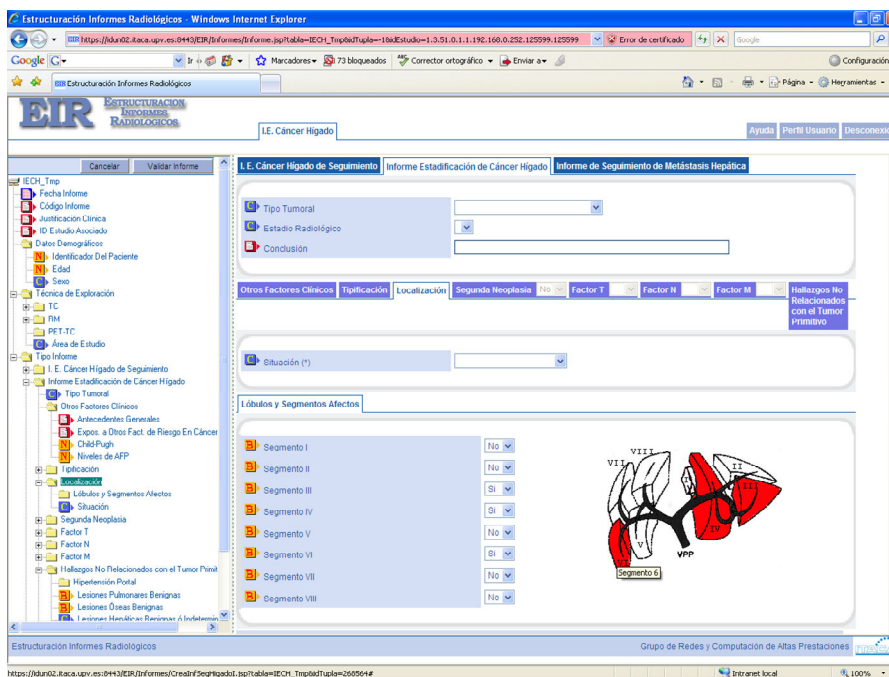 Estructuración Informes Radiológicos - Windows Internet Explorer
https://idun02.itaca.upv.es:8443/EIR/Informes/Informe.jsp?tabla=IECH_Tmp&idTupla=-1&idEstudio=1.3.51.0.1.1.192.168.0.252.125599.125599
Error de certificado
Google
Google
Ir
Marcadores
73 bloqueados
Corrector ortográfico
Enviar a
Configuración
Estructuración Informes Radiológicos
Página
Herramientas
EIR
ESTRUCTURACION
INFORMES
RADIOLOGICOS
I.E. Cáncer Hígado
Ayuda
Perfil Usuario
Desconexió
Cancelar
Validar Informe
IECH_Tmp
Fecha Informe
Código Informe
Justificación Clínica
ID Estudio Asociado
Datos Demográficos
N Identificador Del Paciente
N Edad
C Sexo
Técnica de Exploración
TC
RM
PET-TC
C Área de Estudio
Tipo Informe
I. E. Cáncer Hígado de Seguimiento
Informe Estadificación de Cáncer Hígado
C Tipo Tumoral
Otros Factores Clínicos
Antecedentes Generales
Expos. a Otros Fact. de Riesgo En Cáncer
N Child-Pugh
N Niveles de AFP
Tipificación
Localización
Lóbulos y Segmentos Afectos
C Situación
Segunda Neoplasia
Factor T
Factor N
Factor M
Hallazgos No Relacionados con el Tumor Primit
Hipertensión Portal
B Lesiones Pulmonares Benignas
B Lesiones Óseas Benignas
Lesiones Hepáticas Benignas ó Indetermin
I. E. Cáncer Hígado de Seguimiento
Informe Estadificación de Cáncer Hígado
Informe de Seguimiento de Metástasis Hepática
C Tipo Tumoral
C Estadio Radiológico
Conclusión
Otros Factores Clínicos
Tipificación
Localización
Segunda Neoplasia
No
Factor T
Factor N
Factor M
Hallazgos No
Relacionados
con el Tumor
Primitivo
C Situación (*)
Lóbulos y Segmentos Afectos
B Segmento I No
B Segmento II No
B Segmento III Si
B Segmento IV Si
B Segmento V No
B Segmento VI Si
B Segmento VII No
B Segmento VIII No
VIII
VII
II
III
IV
V
VI
VPP
Segmento 6
Estructuración Informes Radiológicos
Grupo de Redes y Computación de Altas Prestaciones
https://idun02.itaca.upv.es:8443/EIR/Informes/CreaInfSegHigadoI.jsp?tabla=IECH_Tmp&idTupla=268564#
Intranet local
100%